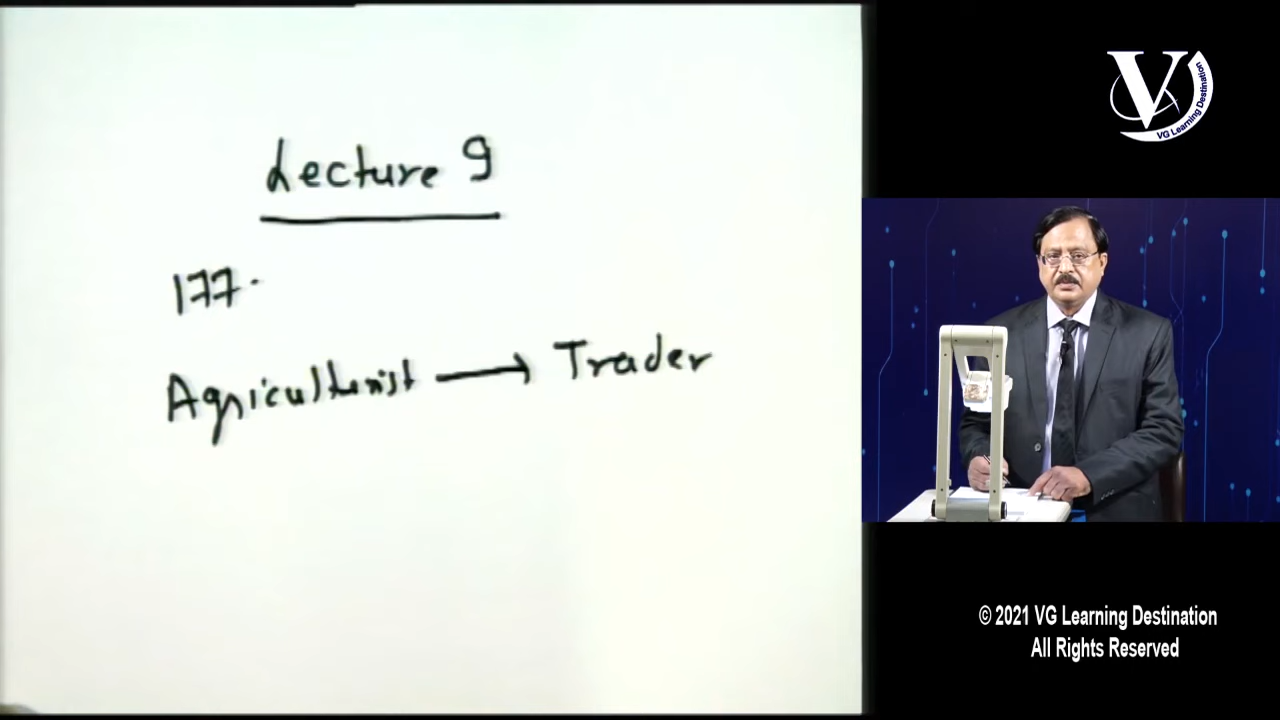 Lecture 9
177.
Agriculturist → Trader
V
VG Learning Destination
© 2021 VG Learning Destination
All Rights Reserved